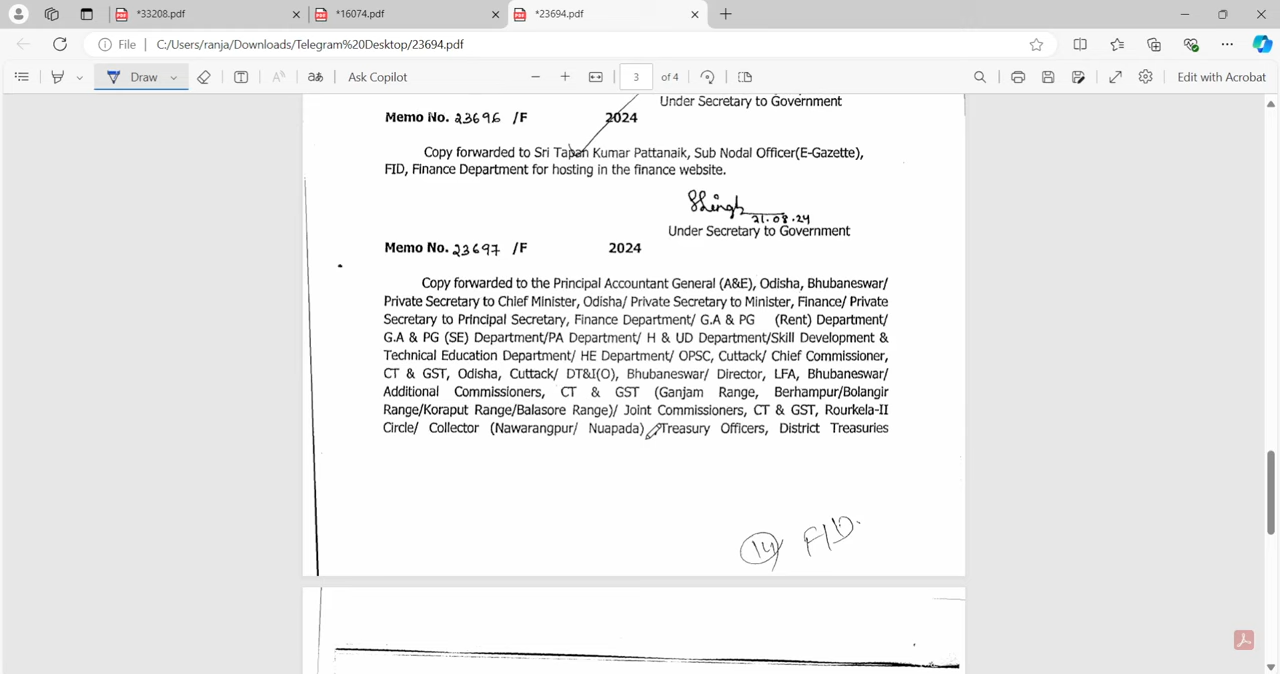 *33208.pdf
*16074.pdf
*23694.pdf
File
C:/Users/ranja/Downloads/Telegram%20Desktop/23694.pdf
Draw
Ask Copilot
3 of 4
Edit with Acrobat
Under Secretary to Government
Memo No. 23696 /F 2024
Copy forwarded to Sri Tapan Kumar Pattanaik, Sub Nodal Officer(E-Gazette),
FID, Finance Department for hosting in the finance website.
Singh
21.08.24
Under Secretary to Government
Memo No. 23697 /F 2024
Copy forwarded to the Principal Accountant General (A&E), Odisha, Bhubaneswar/
Private Secretary to Chief Minister, Odisha/ Private Secretary to Minister, Finance/ Private
Secretary to Principal Secretary, Finance Department/ G.A & PG (Rent) Department/
G.A & PG (SE) Department/PA Department/ H & UD Department/Skill Development &
Technical Education Department/ HE Department/ OPSC, Cuttack/ Chief Commissioner,
CT & GST, Odisha, Cuttack/ DT&I(O), Bhubaneswar/ Director, LFA, Bhubaneswar/
Additional Commissioners, CT & GST (Ganjam Range, Berhampur/Bolangir
Range/Koraput Range/Balasore Range)/ Joint Commissioners, CT & GST, Rourkela-II
Circle/ Collector (Nawarangpur/ Nuapada) Treasury Officers, District Treasuries
14 FID.